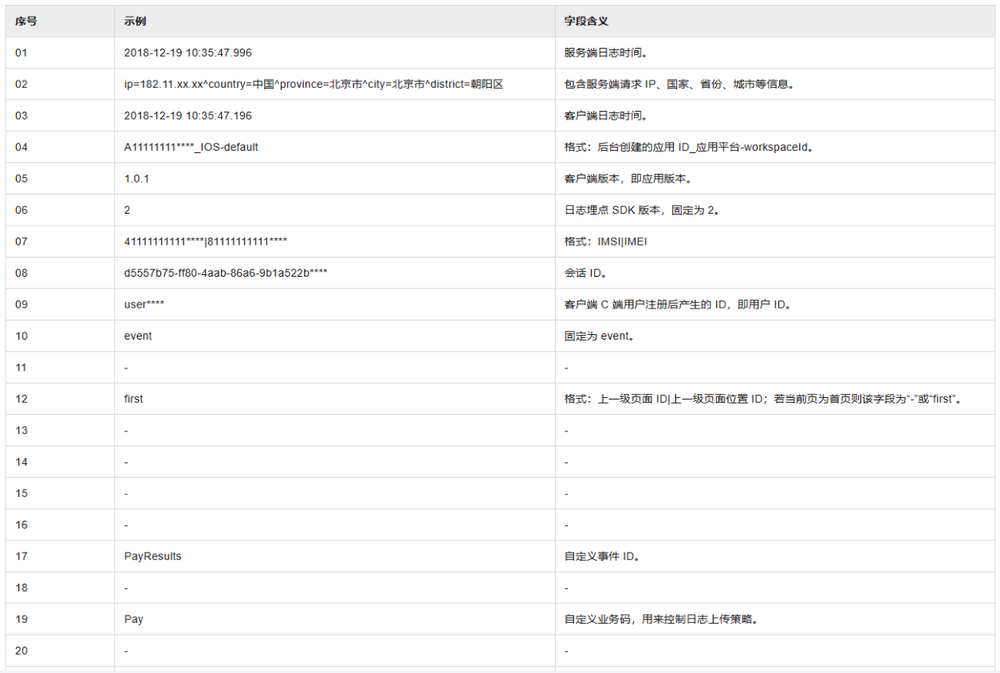 序号 示例 字段含义
01 2018-12-19 10:35:47.996 服务端日志时间。
02 ip=182.11.xx.xx^country=中国^province=北京市^city=北京市^district=朝阳区 包含服务端请求 IP、国家、省份、城市等信息。
03 2018-12-19 10:35:47.196 客户端日志时间。
04 A11111111****_IOS-default 格式：后台创建的应用 ID_应用平台-workspaceId。
05 1.0.1 客户端版本，即应用版本。
06 2 日志埋点 SDK 版本，固定为 2。
07 41111111111****|81111111111**** 格式：IMSI|IMEI
08 d5557b75-ff80-4aab-86a6-9b1a522b**** 会话 ID。
09 user**** 客户端 C 端用户注册后产生的 ID，即用户 ID。
10 event 固定为 event。
11 - -
12 first 格式：上一级页面 ID|上一级页面位置 ID；若当前页为首页则该字段为“-”或“first”。
13 - -
14 - -
15 - -
16 - -
17 PayResults 自定义事件 ID。
18 - -
19 Pay 自定义业务码，用来控制日志上传策略。
20 - -